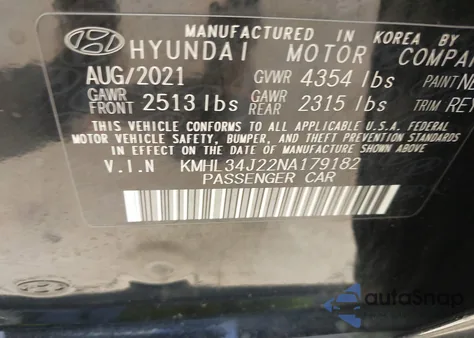 MANUFACTURED IN KOREA BY
HYUNDAI MOTOR COMPAN
AUG/2021 GVWR 4354 lbs PAINT
GAWR FRONT 2513 lbs GAWR REAR 2315 lbs TRIM
THIS VEHICLE CONFORMS TO ALL APPLICABLE U.S.A. FEDERAL
MOTOR VEHICLE SAFETY, BUMPER, AND THEFT PREVENTION STANDARDS
IN EFFECT ON THE DATE OF MANUFACTURE SHOWN ABOVE.
V.I.N KMHL34J22NA179182
PASSENGER CAR
autoSnap